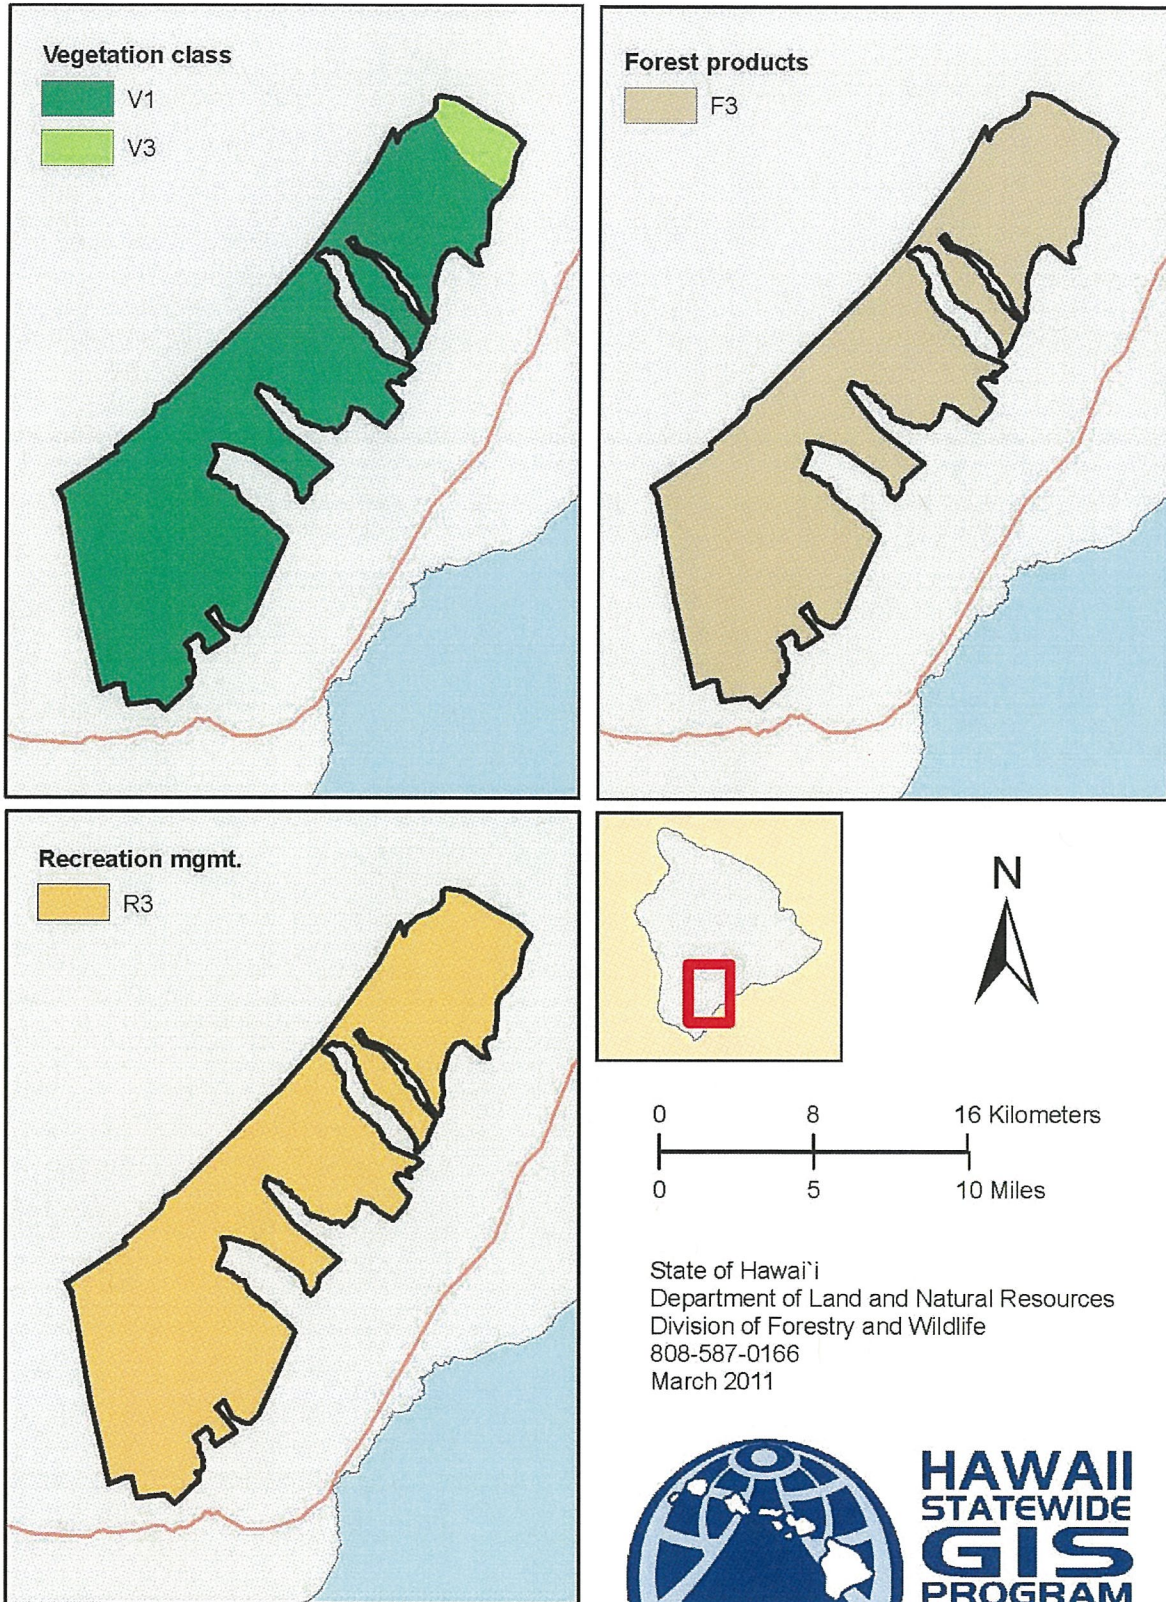 Vegetation class
V1
V3
Forest products
F3
Recreation mgmt.
R3
N
0 8 16 Kilometers
0 5 10 Miles
State of Hawai`i
Department of Land and Natural Resources
Division of Forestry and Wildlife
808-587-0166
March 2011
HAWAII
STATEWIDE
GIS
PROGRAM